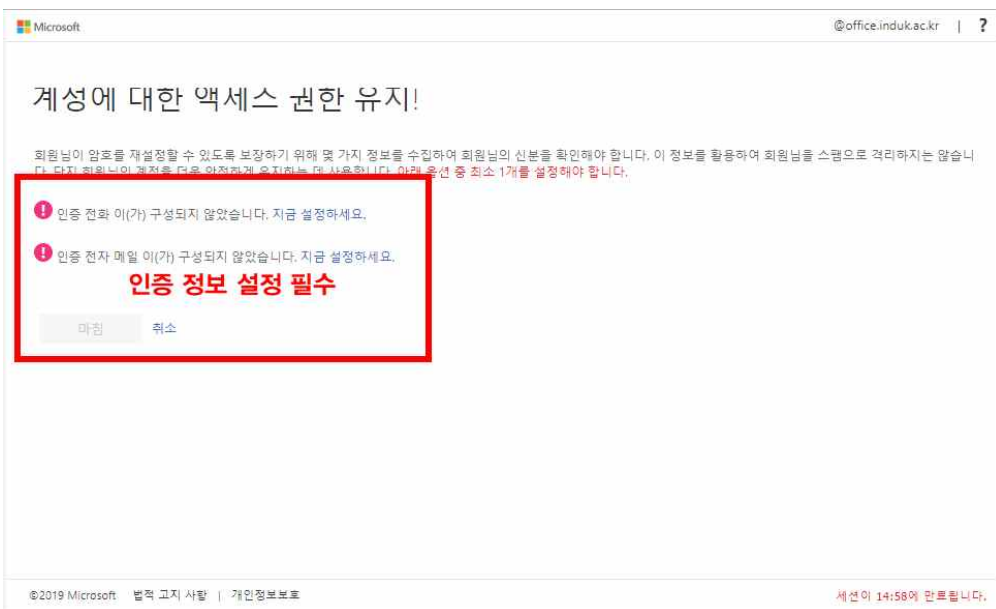 Microsoft
@office.induk.ac.kr | ?
계성에 대한 액세스 권한 유지!
회원님이 암호를 재설정할 수 있도록 보장하기 위해 몇 가지 정보를 수집하여 회원님의 신분을 확인해야 합니다. 이 정보를 활용하여 회원님을 스팸으로 격리하지는 않습니
다. 단지 회원님의 계정을 더욱 안전하게 유지하는 데 사용합니다. 아래 옵션 중 최소 1개를 설정해야 합니다.
인증 전화 이(가) 구성되지 않았습니다. 지금 설정하세요.
인증 전자 메일 이(가) 구성되지 않았습니다. 지금 설정하세요.
인증 정보 설정 필수
마침 취소
©2019 Microsoft 법적 고지 사항 | 개인정보보호
세션이 14:58에 만료됩니다.